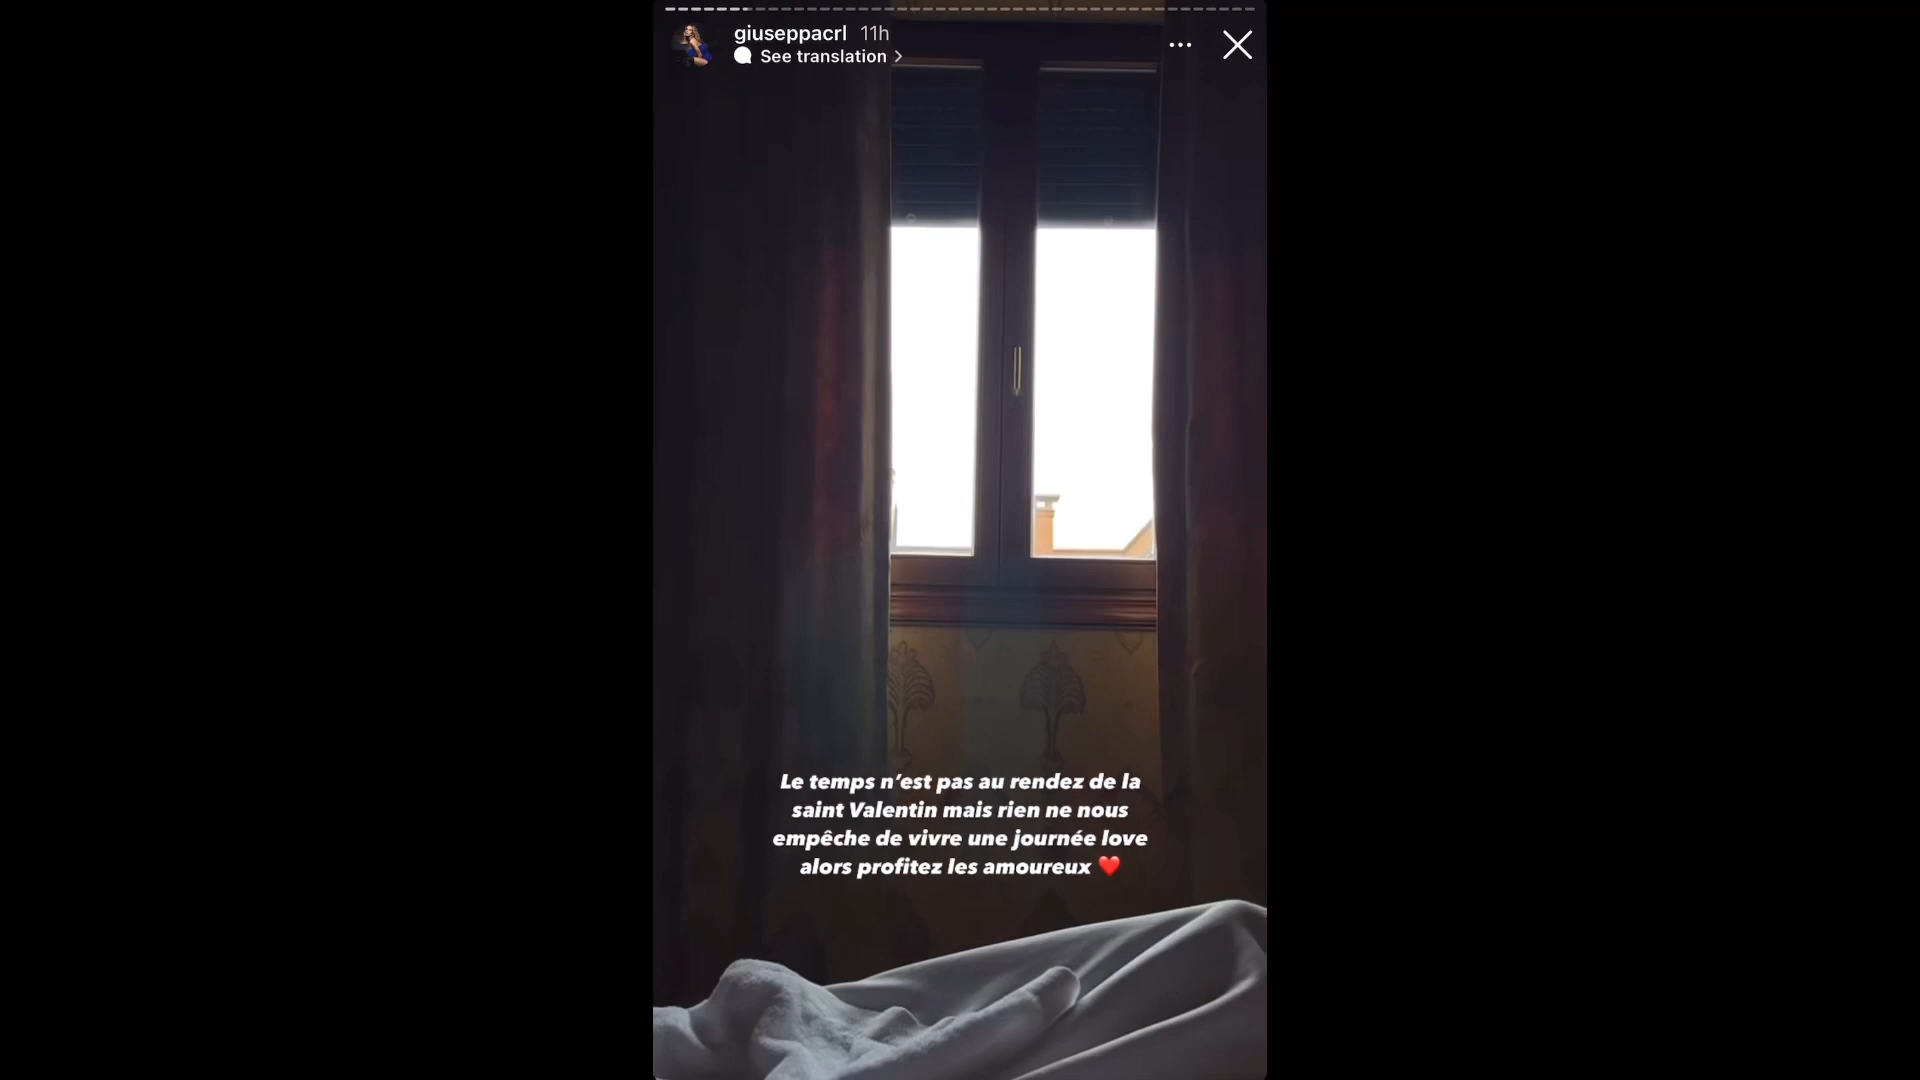 giuseppacrl 11h
See translation
Le temps n’est pas au rendez de la
saint Valentin mais rien ne nous
empêche de vivre une journée love
alors profitez les amoureux ❤️